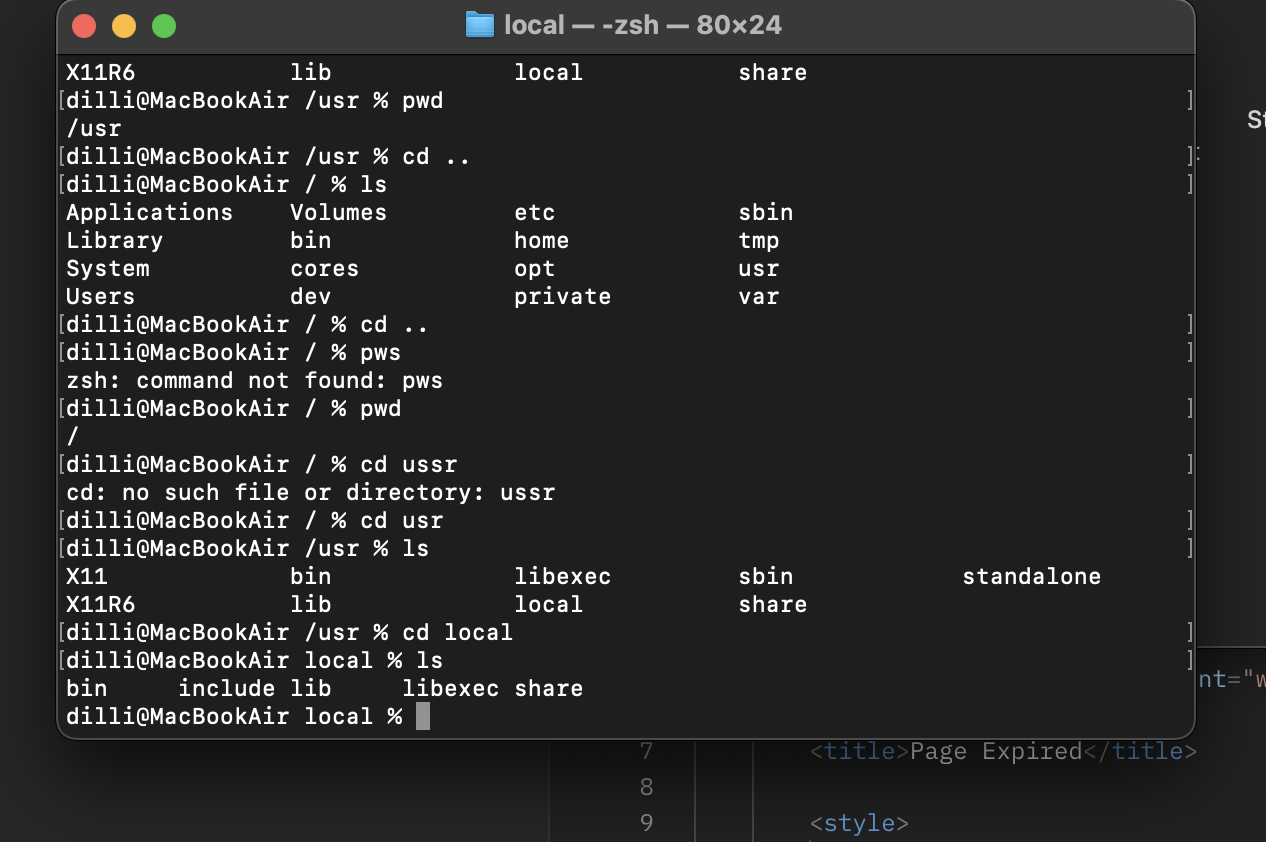 local — -zsh — 80×24
X11R6 lib local share
[dilli@MacBookAir /usr % pwd ]
/usr
[dilli@MacBookAir /usr % cd .. ]
[dilli@MacBookAir / % ls ]
Applications Volumes etc sbin
Library bin home tmp
System cores opt usr
Users dev private var
[dilli@MacBookAir / % cd .. ]
[dilli@MacBookAir / % pws ]
zsh: command not found: pws
[dilli@MacBookAir / % pwd ]
/
[dilli@MacBookAir / % cd ussr ]
cd: no such file or directory: ussr
[dilli@MacBookAir / % cd usr ]
[dilli@MacBookAir /usr % ls ]
X11 bin libexec sbin standalone
X11R6 lib local share
[dilli@MacBookAir /usr % cd local ]
[dilli@MacBookAir local % ls ]
bin include lib libexec share
dilli@MacBookAir local %
St
nt="w
7 <title>Page Expired</title>
8
9 <style>